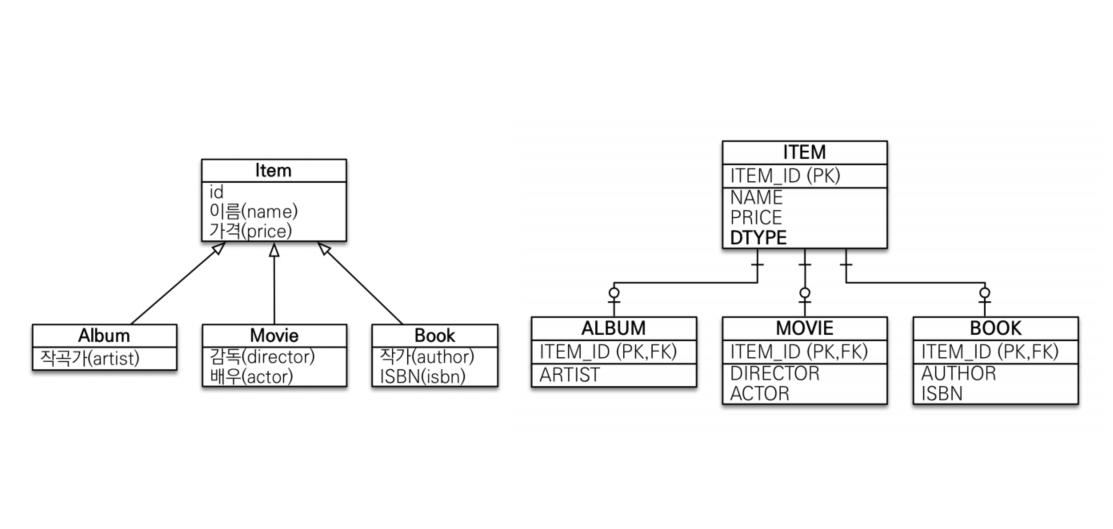 Item
id
이름(name)
가격(price)
Album
작곡가(artist)
Movie
감독(director)
배우(actor)
Book
작가(author)
ISBN(isbn)
ITEM
ITEM_ID (PK)
NAME
PRICE
DTYPE
ALBUM
ITEM_ID (PK,FK)
ARTIST
MOVIE
ITEM_ID (PK,FK)
DIRECTOR
ACTOR
BOOK
ITEM_ID (PK,FK)
AUTHOR
ISBN